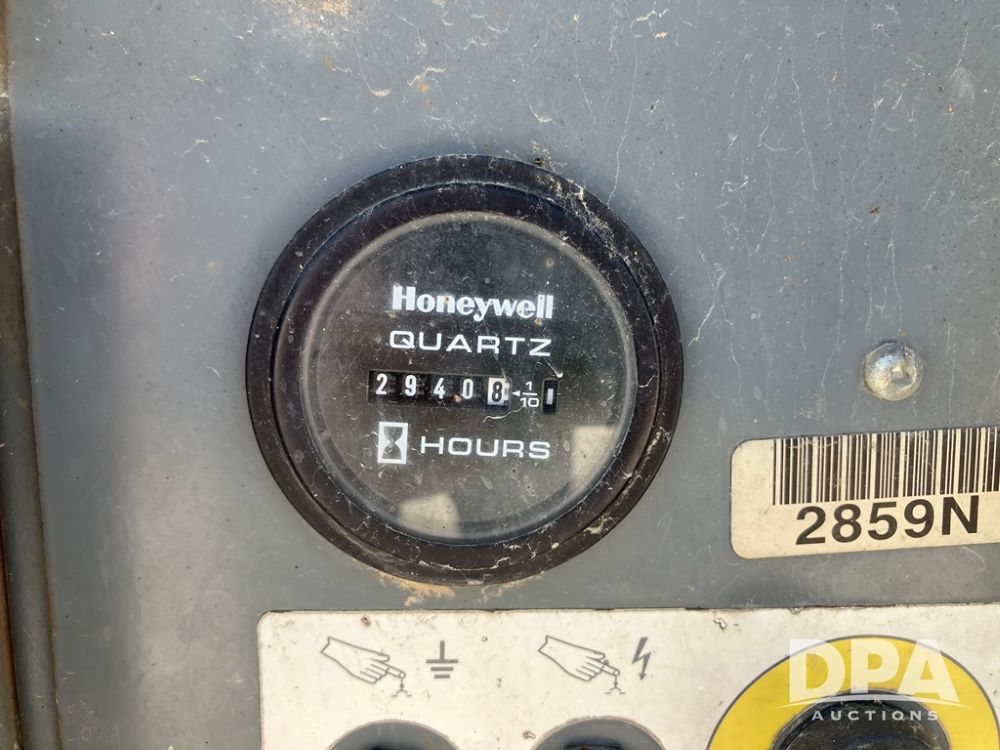 Honeywell
QUARTZ
29408 ◂1/10
HOURS
2859N
DPA
AUCTIONS